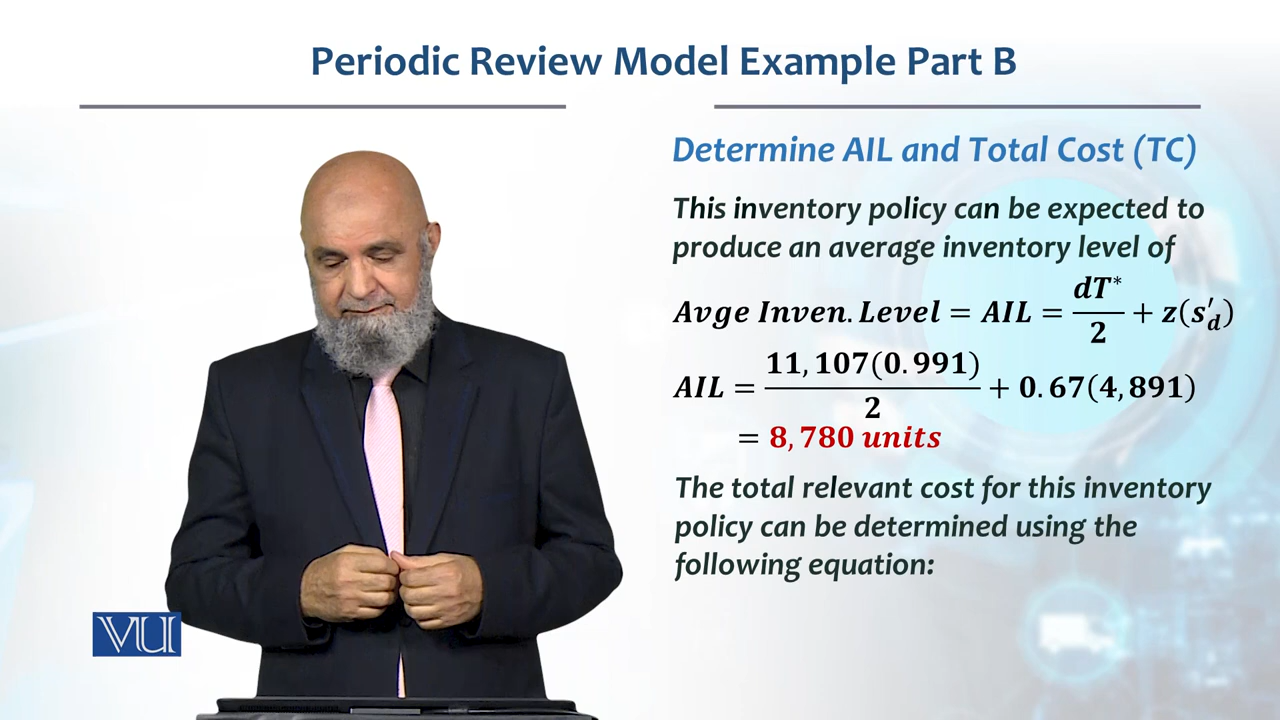 Periodic Review Model Example Part B
Determine AIL and Total Cost (TC)
This inventory policy can be expected to
produce an average inventory level of
Avge Inven. Level = AIL = dT*/2 + z(s′d)
AIL = 11,107(0.991)/2 + 0.67(4,891)
= 8,780 units
The total relevant cost for this inventory
policy can be determined using the
following equation:
VU